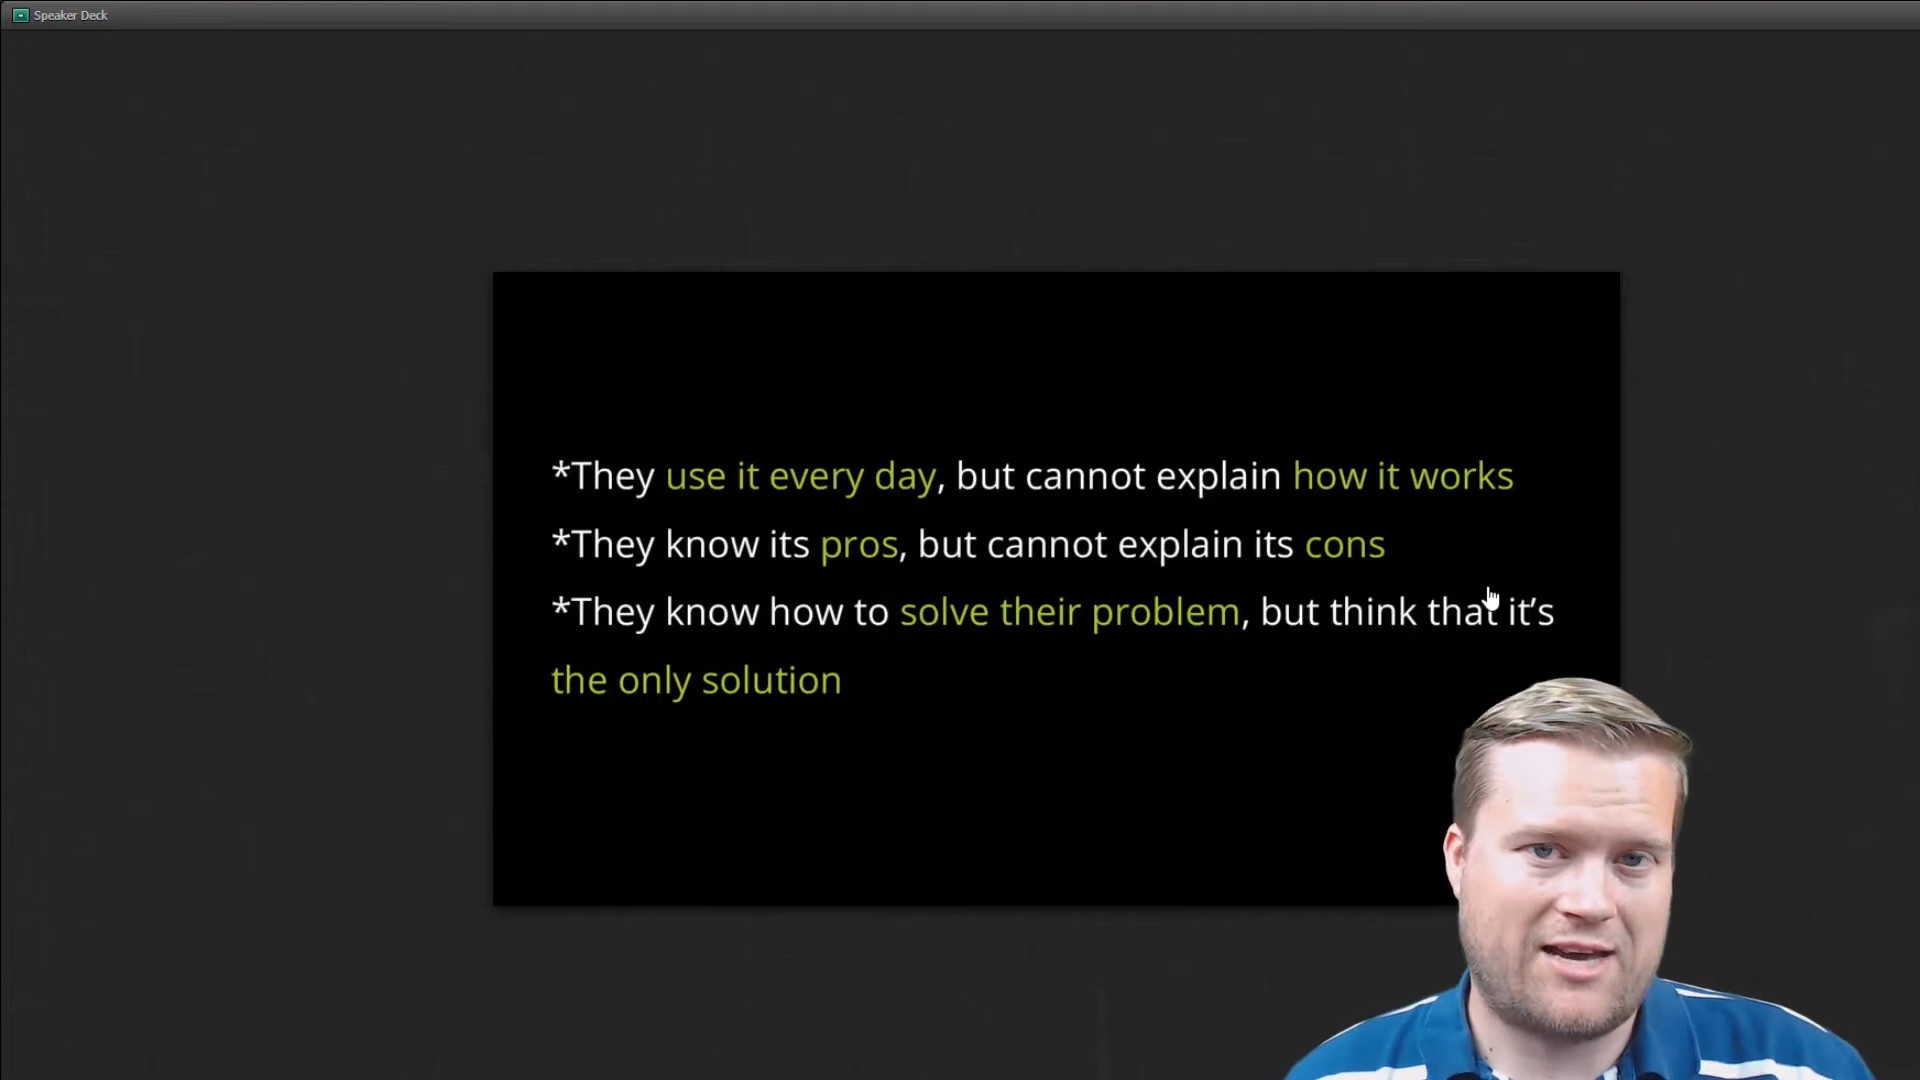 Speaker Deck
*They use it every day, but cannot explain how it works
*They know its pros, but cannot explain its cons
*They know how to solve their problem, but think that it’s
the only solution